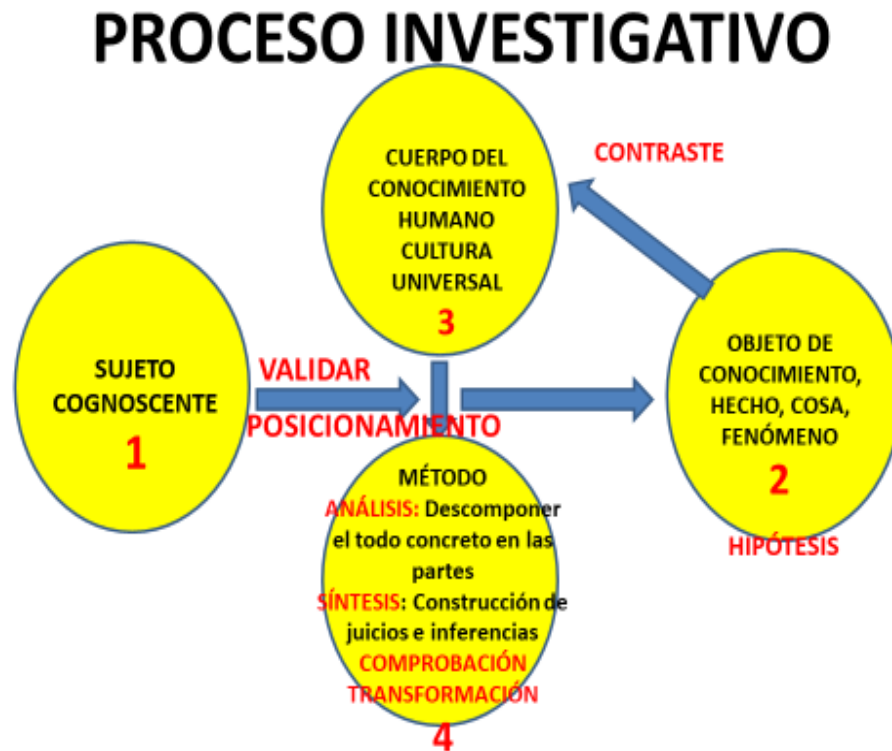 PROCESO INVESTIGATIVO
SUJETO
COGNOSCENTE
1
VALIDAR
POSICIONAMIENTO
OBJETO DE
CONOCIMIENTO,
HECHO, COSA,
FENÓMENO
2
HIPÓTESIS
CONTRASTE
CUERPO DEL
CONOCIMIENTO
HUMANO
CULTURA
UNIVERSAL
3
MÉTODO
ANÁLISIS: Descomponer
el todo concreto en las
partes
SÍNTESIS: Construcción de
juicios e inferencias
COMPROBACIÓN
TRANSFORMACIÓN
4